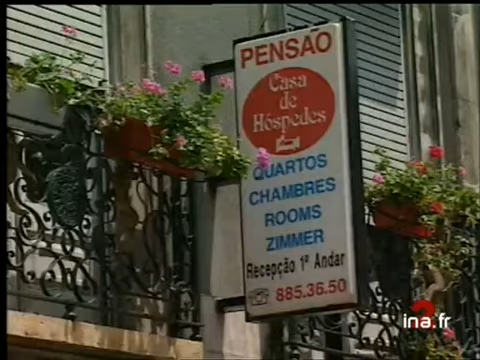 PENSÃO
Casa
de
Hóspedes
QUARTOS
CHAMBRES
ROOMS
ZIMMER
Recepção 1º Andar
885.36.50
ina.fr